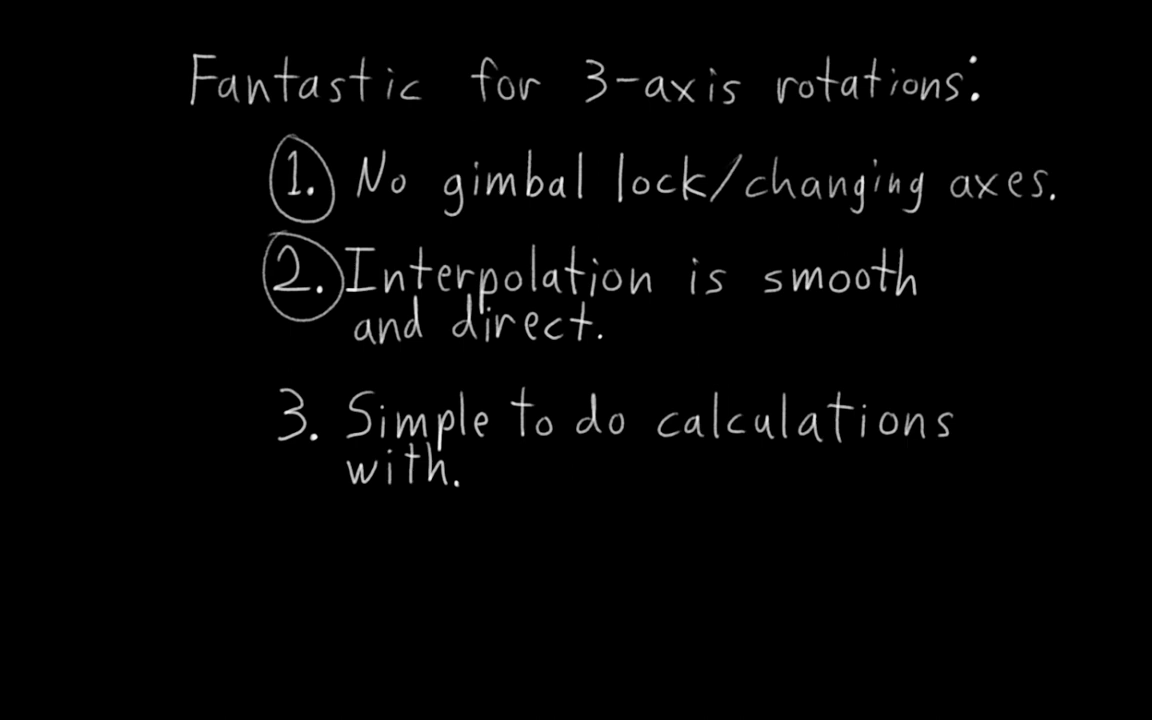 Fantastic for 3-axis rotations:
1. No gimbal lock/changing axes.
2. Interpolation is smooth
and direct.
3. Simple to do calculations
with.